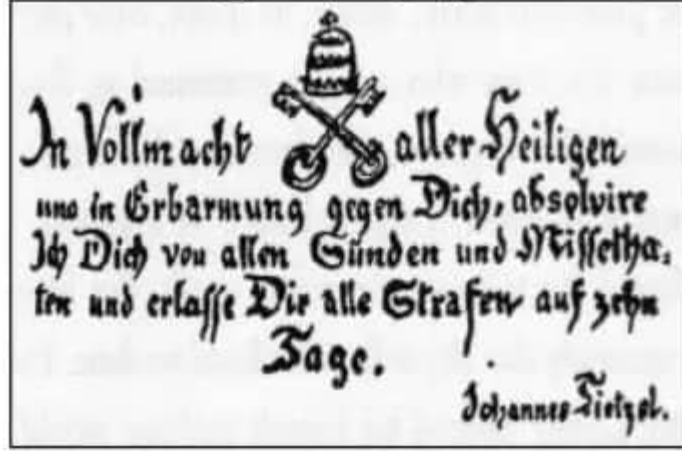 In Vollmacht aller Heiligen
und in Erbarmung gegen Dich, absolvire
Ich Dich von allen Sünden und Missetha-
ten und erlasse Dir alle Strafen auf zehn
Tage.
Johannes Tietzel.